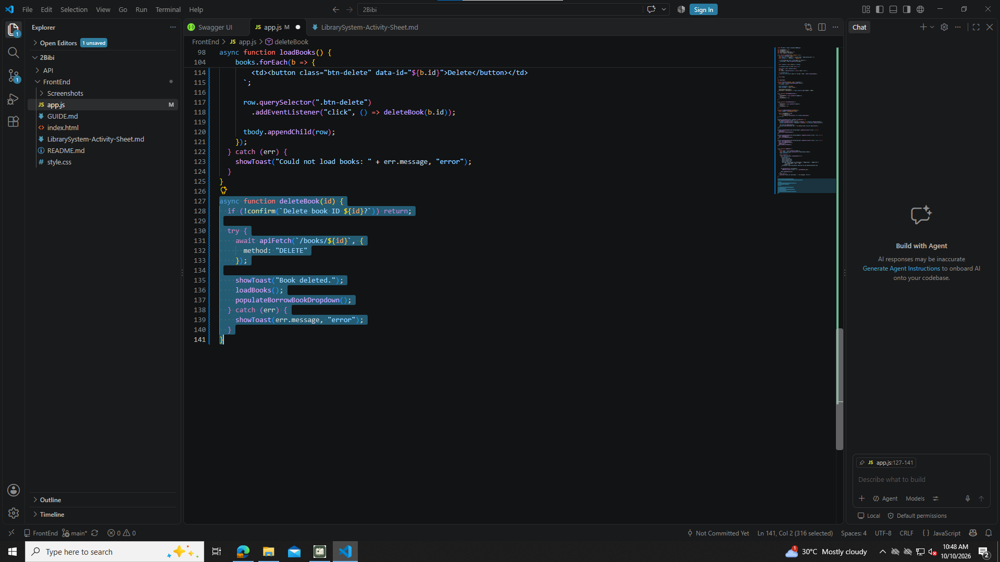 File Edit Selection View Go Run Terminal Help
2Bibi
Sign In
Explorer
Open Editors 1 unsaved
2Bibi
API
FrontEnd
Screenshots
JS app.js M
GUIDE.md
index.html
LibrarySystem-Activity-Sheet.md
README.md
style.css
Outline
Timeline
Swagger UI
JS app.js M
LibrarySystem-Activity-Sheet.md
FrontEnd > JS app.js > deleteBook
98 async function loadBooks() {
104 books.forEach(b => {
114 <td><button class="btn-delete" data-id="${b.id}">Delete</button></td>
115 `;
116
117 row.querySelector(".btn-delete")
118 .addEventListener("click", () => deleteBook(b.id));
119
120 tbody.appendChild(row);
121 });
122 } catch (err) {
123 showToast("Could not load books: " + err.message, "error");
124 }
125 }
126
127 async function deleteBook(id) {
128 if (!confirm(`Delete book ID ${id}?`)) return;
129
130 try {
131 await apiFetch(`/books/${id}`, {
132 method: "DELETE"
133 });
134
135 showToast("Book deleted.");
136 loadBooks();
137 populateBorrowBookDropdown();
138 } catch (err) {
139 showToast(err.message, "error");
140 }
141 }
Chat
Build with Agent
AI responses may be inaccurate
Generate Agent Instructions to onboard AI
onto your codebase.
JS app.js:127-141
Describe what to build
Agent Models
Local Default permissions
FrontEnd main* 0 0
Not Committed Yet Ln 141, Col 2 (316 selected) Spaces: 4 UTF-8 CRLF { } JavaScript
Type here to search
1 30°C Mostly cloudy
10:48 AM
10/10/2026
2